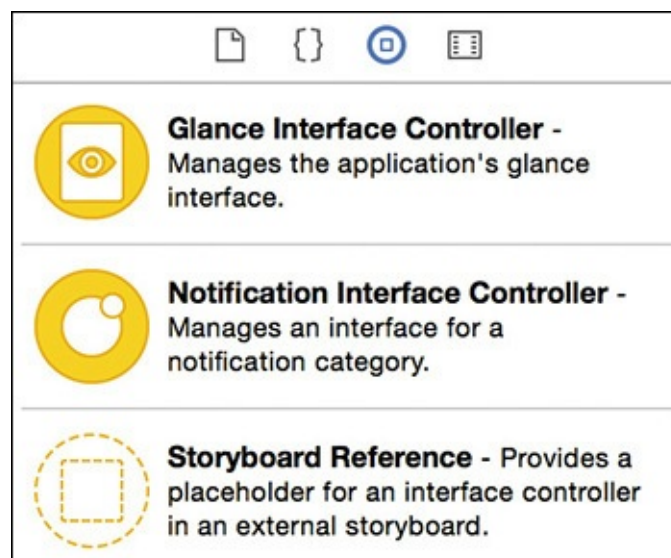 Glance Interface Controller -
Manages the application's glance
interface.
Notification Interface Controller -
Manages an interface for a
notification category.
Storyboard Reference - Provides a
placeholder for an interface controller
in an external storyboard.